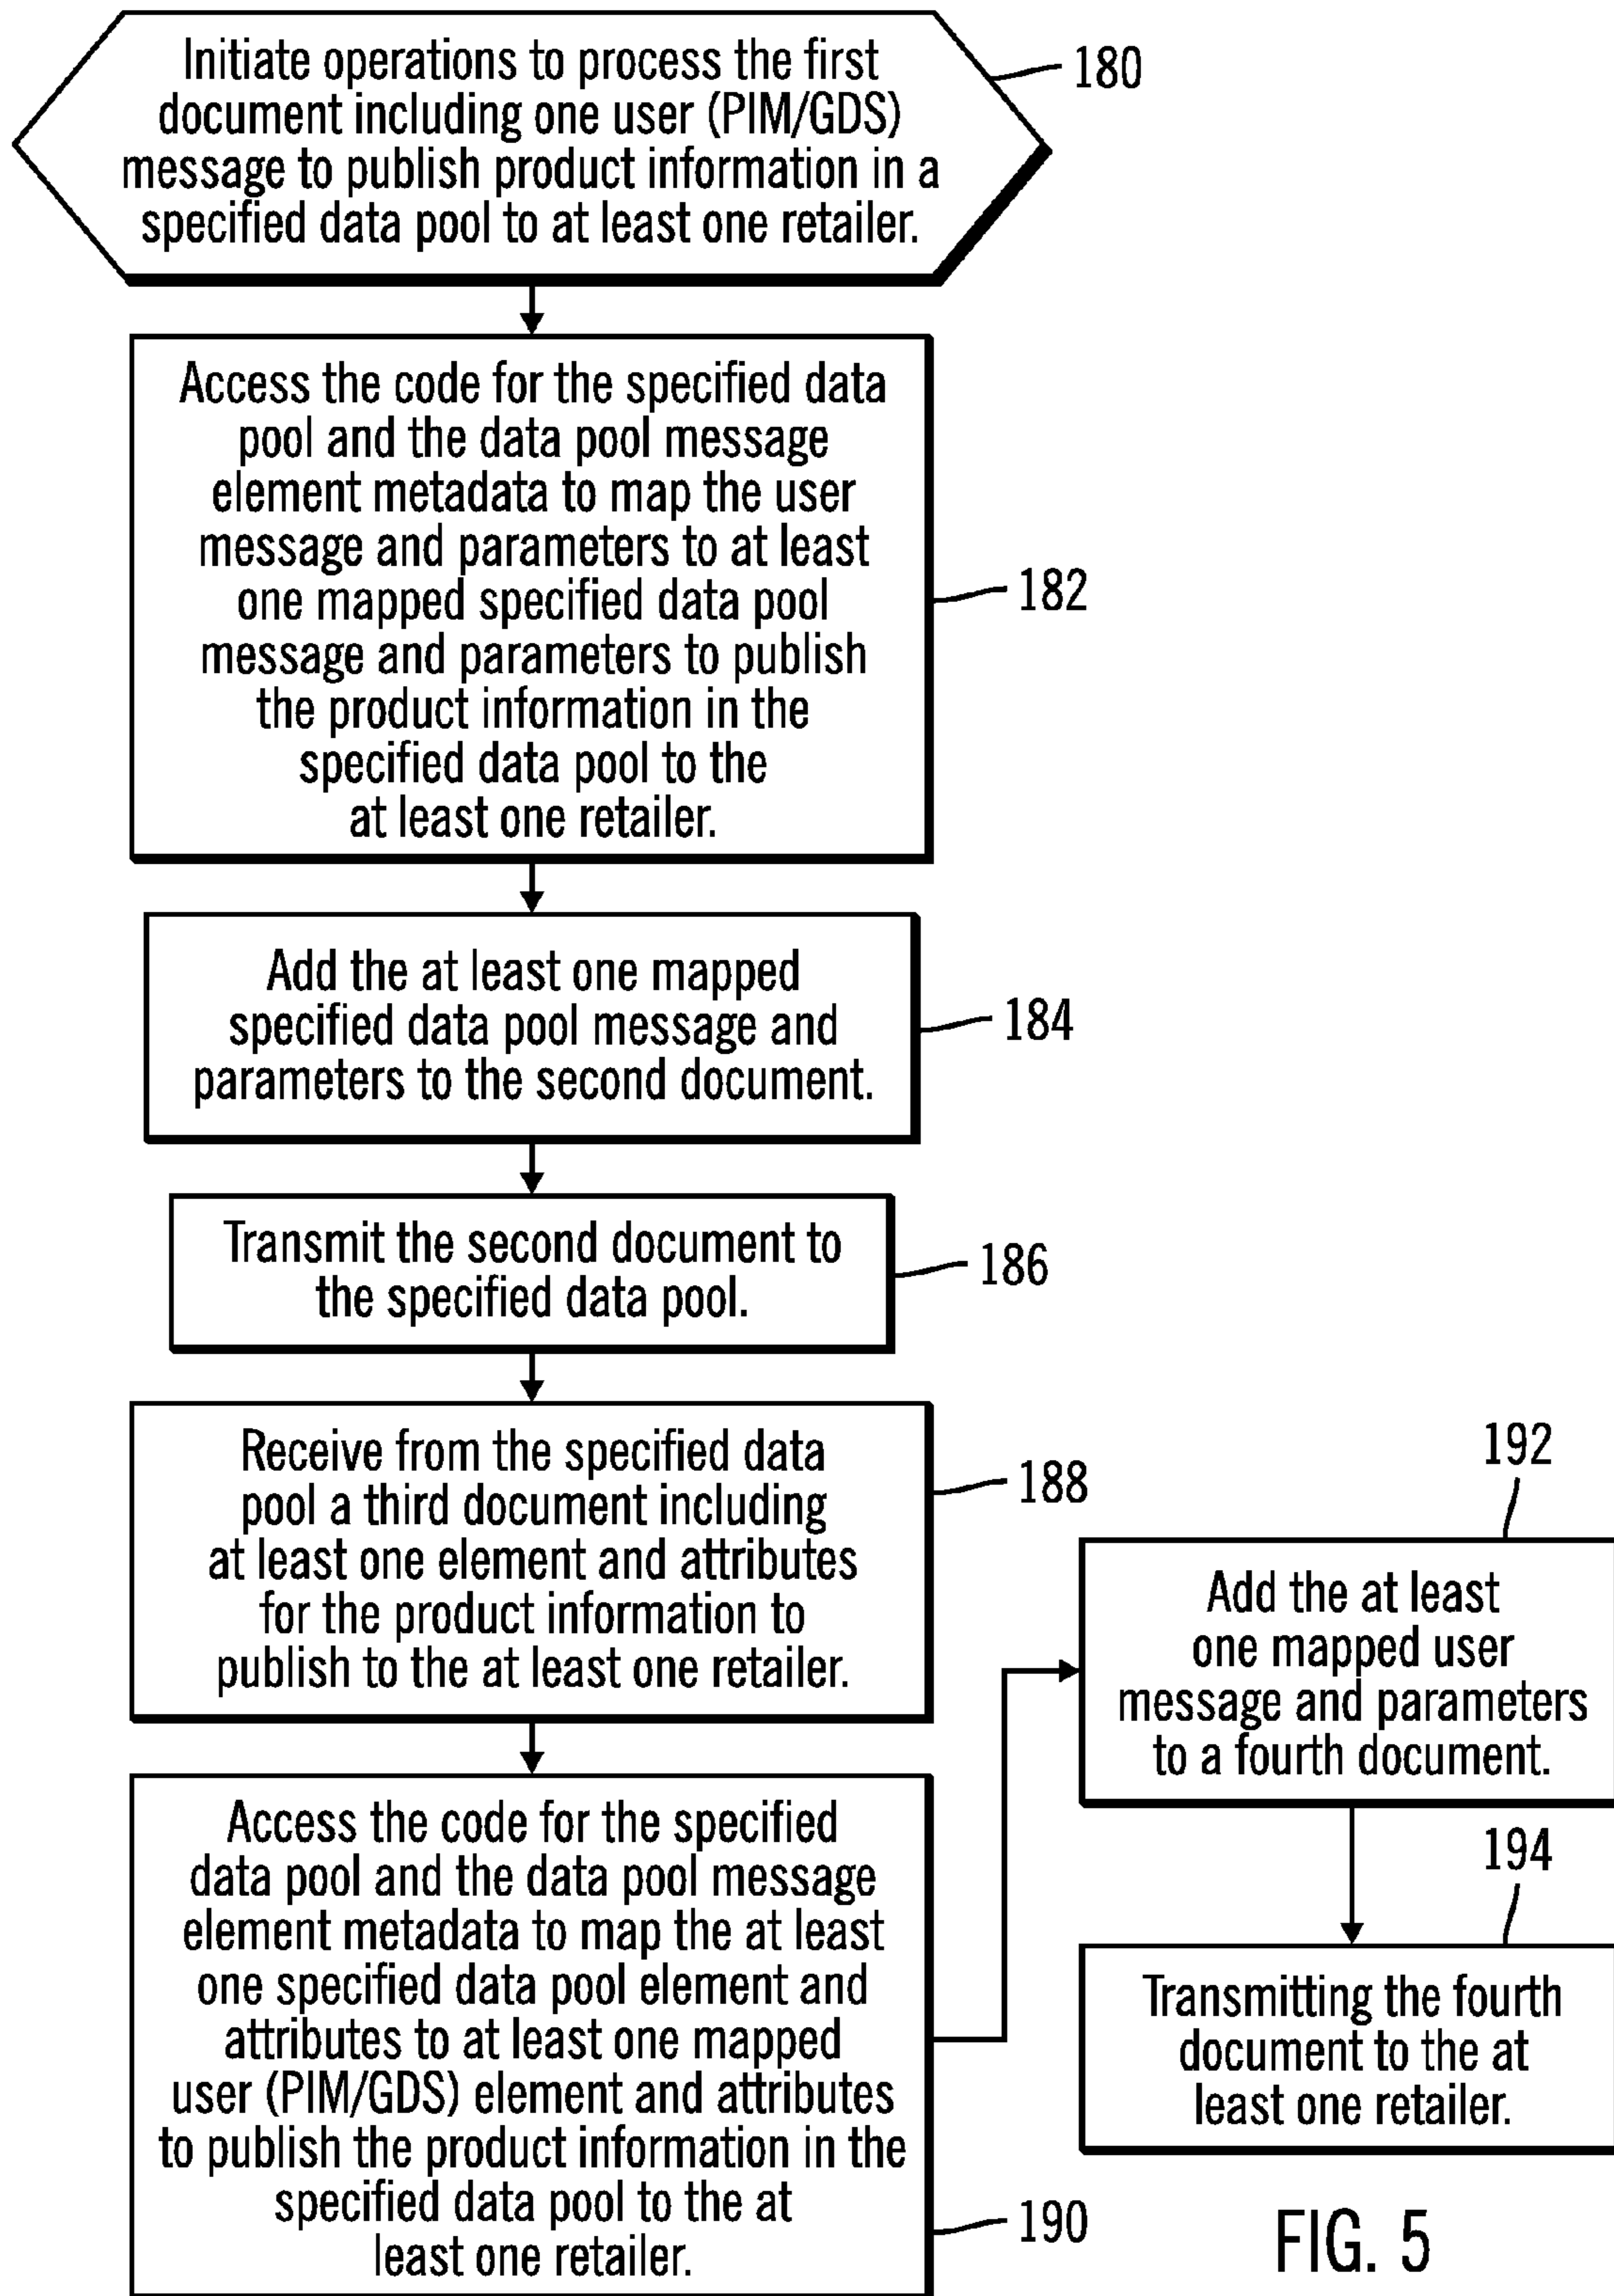 Initiate operations to process the first
document including one user (PIM/GDS)
message to publish product information in a
specified data pool to at least one retailer.
180
Access the code for the specified data
pool and the data pool message
element metadata to map the user
message and parameters to at least
one mapped specified data pool
message and parameters to publish
the product information in the
specified data pool to the
at least one retailer.
182
Add the at least one mapped
specified data pool message and
parameters to the second document.
184
Transmit the second document to
the specified data pool.
186
Receive from the specified data
pool a third document including
at least one element and attributes
for the product information to
publish to the at least one retailer.
188
Access the code for the specified
data pool and the data pool message
element metadata to map the at least
one specified data pool element and
attributes to at least one mapped
user (PIM/GDS) element and attributes
to publish the product information in the
specified data pool to the at
least one retailer.
190
192
Add the at least
one mapped user
message and parameters
to a fourth document.
194
Transmitting the fourth
document to the at
least one retailer.
FIG. 5